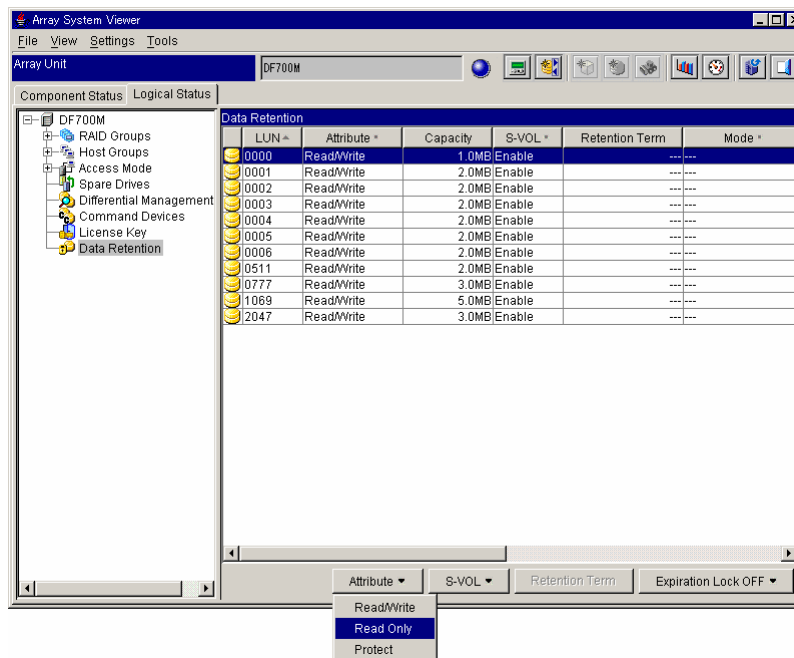 Array System Viewer
File View Settings Tools
Array Unit
DF700M
Component Status Logical Status
DF700M
RAID Groups
Host Groups
Access Mode
Spare Drives
Differential Management
Command Devices
License Key
Data Retention
Data Retention
LUN Attribute Capacity S-VOL Retention Term Mode
0000 Read/Write 1.0MB Enable --- ---
0001 Read/Write 2.0MB Enable --- ---
0002 Read/Write 2.0MB Enable --- ---
0003 Read/Write 2.0MB Enable --- ---
0004 Read/Write 2.0MB Enable --- ---
0005 Read/Write 2.0MB Enable --- ---
0006 Read/Write 2.0MB Enable --- ---
0511 Read/Write 2.0MB Enable --- ---
0777 Read/Write 3.0MB Enable --- ---
1069 Read/Write 5.0MB Enable --- ---
2047 Read/Write 3.0MB Enable --- ---
Attribute S-VOL Retention Term Expiration Lock OFF
Read/Write
Read Only
Protect